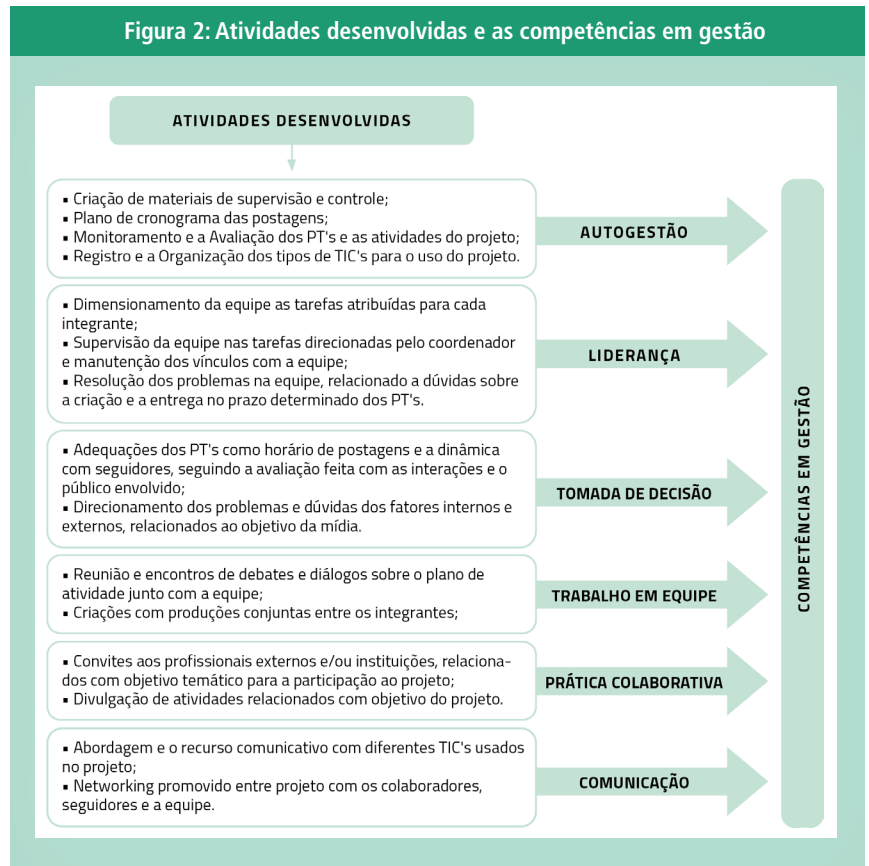 Figura 2: Atividades desenvolvidas e as competências em gestão
ATIVIDADES DESENVOLVIDAS
▪ Criação de materiais de supervisão e controle;
▪ Plano de cronograma das postagens;
▪ Monitoramento e a Avaliação dos PT's e as atividades do projeto;
▪ Registro e a Organização dos tipos de TIC's para o uso do projeto.
AUTOGESTÃO
▪ Dimensionamento da equipe as tarefas atribuídas para cada
integrante;
▪ Supervisão da equipe nas tarefas direcionadas pelo coordenador
e manutenção dos vínculos com a equipe;
▪ Resolução dos problemas na equipe, relacionado a dúvidas sobre
a criação e a entrega no prazo determinado dos PT's.
LIDERANÇA
▪ Adequações dos PT's como horário de postagens e a dinâmica
com seguidores, seguindo a avaliação feita com as interações e o
público envolvido;
▪ Direcionamento dos problemas e dúvidas dos fatores internos e
externos, relacionados ao objetivo da mídia.
TOMADA DE DECISÃO
▪ Reunião e encontros de debates e diálogos sobre o plano de
atividade junto com a equipe;
▪ Criações com produções conjuntas entre os integrantes;
TRABALHO EM EQUIPE
▪ Convites aos profissionais externos e/ou instituições, relaciona-
dos com objetivo temático para a participação ao projeto;
▪ Divulgação de atividades relacionados com objetivo do projeto.
PRÁTICA COLABORATIVA
▪ Abordagem e o recurso comunicativo com diferentes TIC's usados
no projeto;
▪ Networking promovido entre projeto com os colaboradores,
seguidores e a equipe.
COMUNICAÇÃO
COMPETÊNCIAS EM GESTÃO